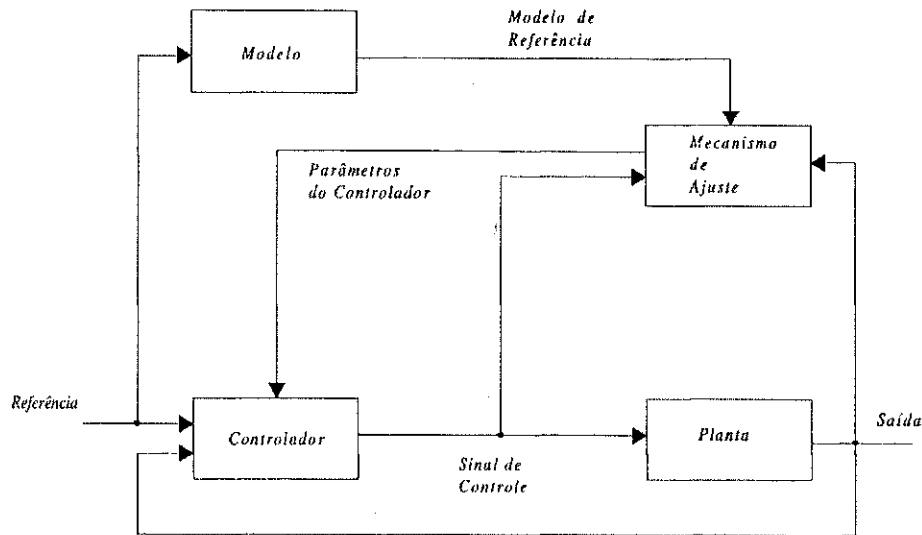 Modelo de
Referência
Modelo
Mecanismo
de
Ajuste
Parâmetros
do Controlador
Referência
Controlador
Sinal de
Controle
Planta
Saída